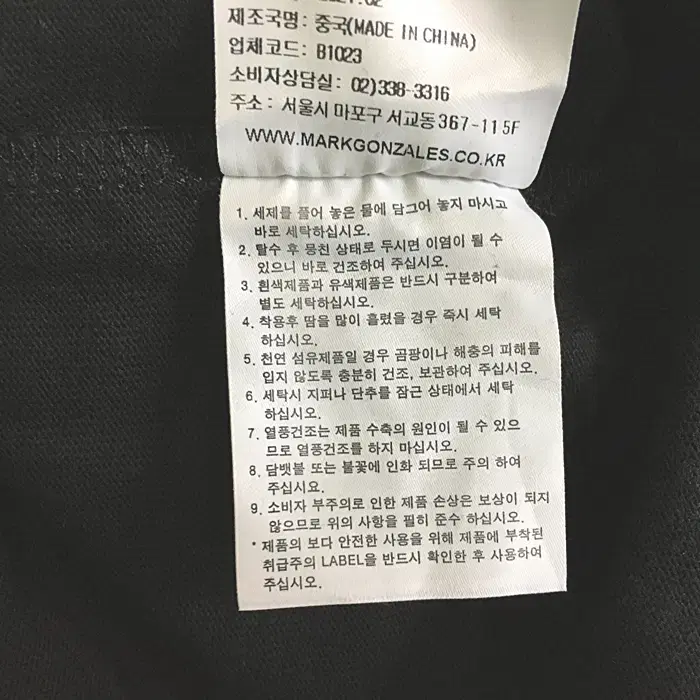 제조국명: 중국(MADE IN CHINA)
업체코드: B1023
소비자상담실: 02)338-3316
주소: 서울시 마포구 서교동 367-11 5F
WWW.MARKGONZALES.CO.KR
1. 세제를 풀어 놓은 물에 담그어 놓지 마시고
바로 세탁하십시오.
2. 탈수 후 뭉친 상태로 두시면 이염이 될 수
있으니 바로 건조하여 주십시오.
3. 흰색제품과 유색제품은 반드시 구분하여
별도 세탁하십시오.
4. 착용후 땀을 많이 흘렸을 경우 즉시 세탁
하십시오.
5. 천연 섬유제품일 경우 곰팡이나 해충의 피해를
입지 않도록 충분히 건조, 보관하여 주십시오.
6. 세탁시 지퍼나 단추를 잠근 상태에서 세탁
하십시오.
7. 열풍건조는 제품 수축의 원인이 될 수 있으
므로 열풍건조를 하지 마십시오.
8. 담뱃불 또는 불꽃에 인화 되므로 주의 하여
주십시요.
9. 소비자 부주의로 인한 제품 손상은 보상이 되지
않으므로 위의 사항을 필히 준수 하십시오.
* 제품의 보다 안전한 사용을 위해 제품에 부착된
취급주의 LABEL을 반드시 확인한 후 사용하여
주십시오.